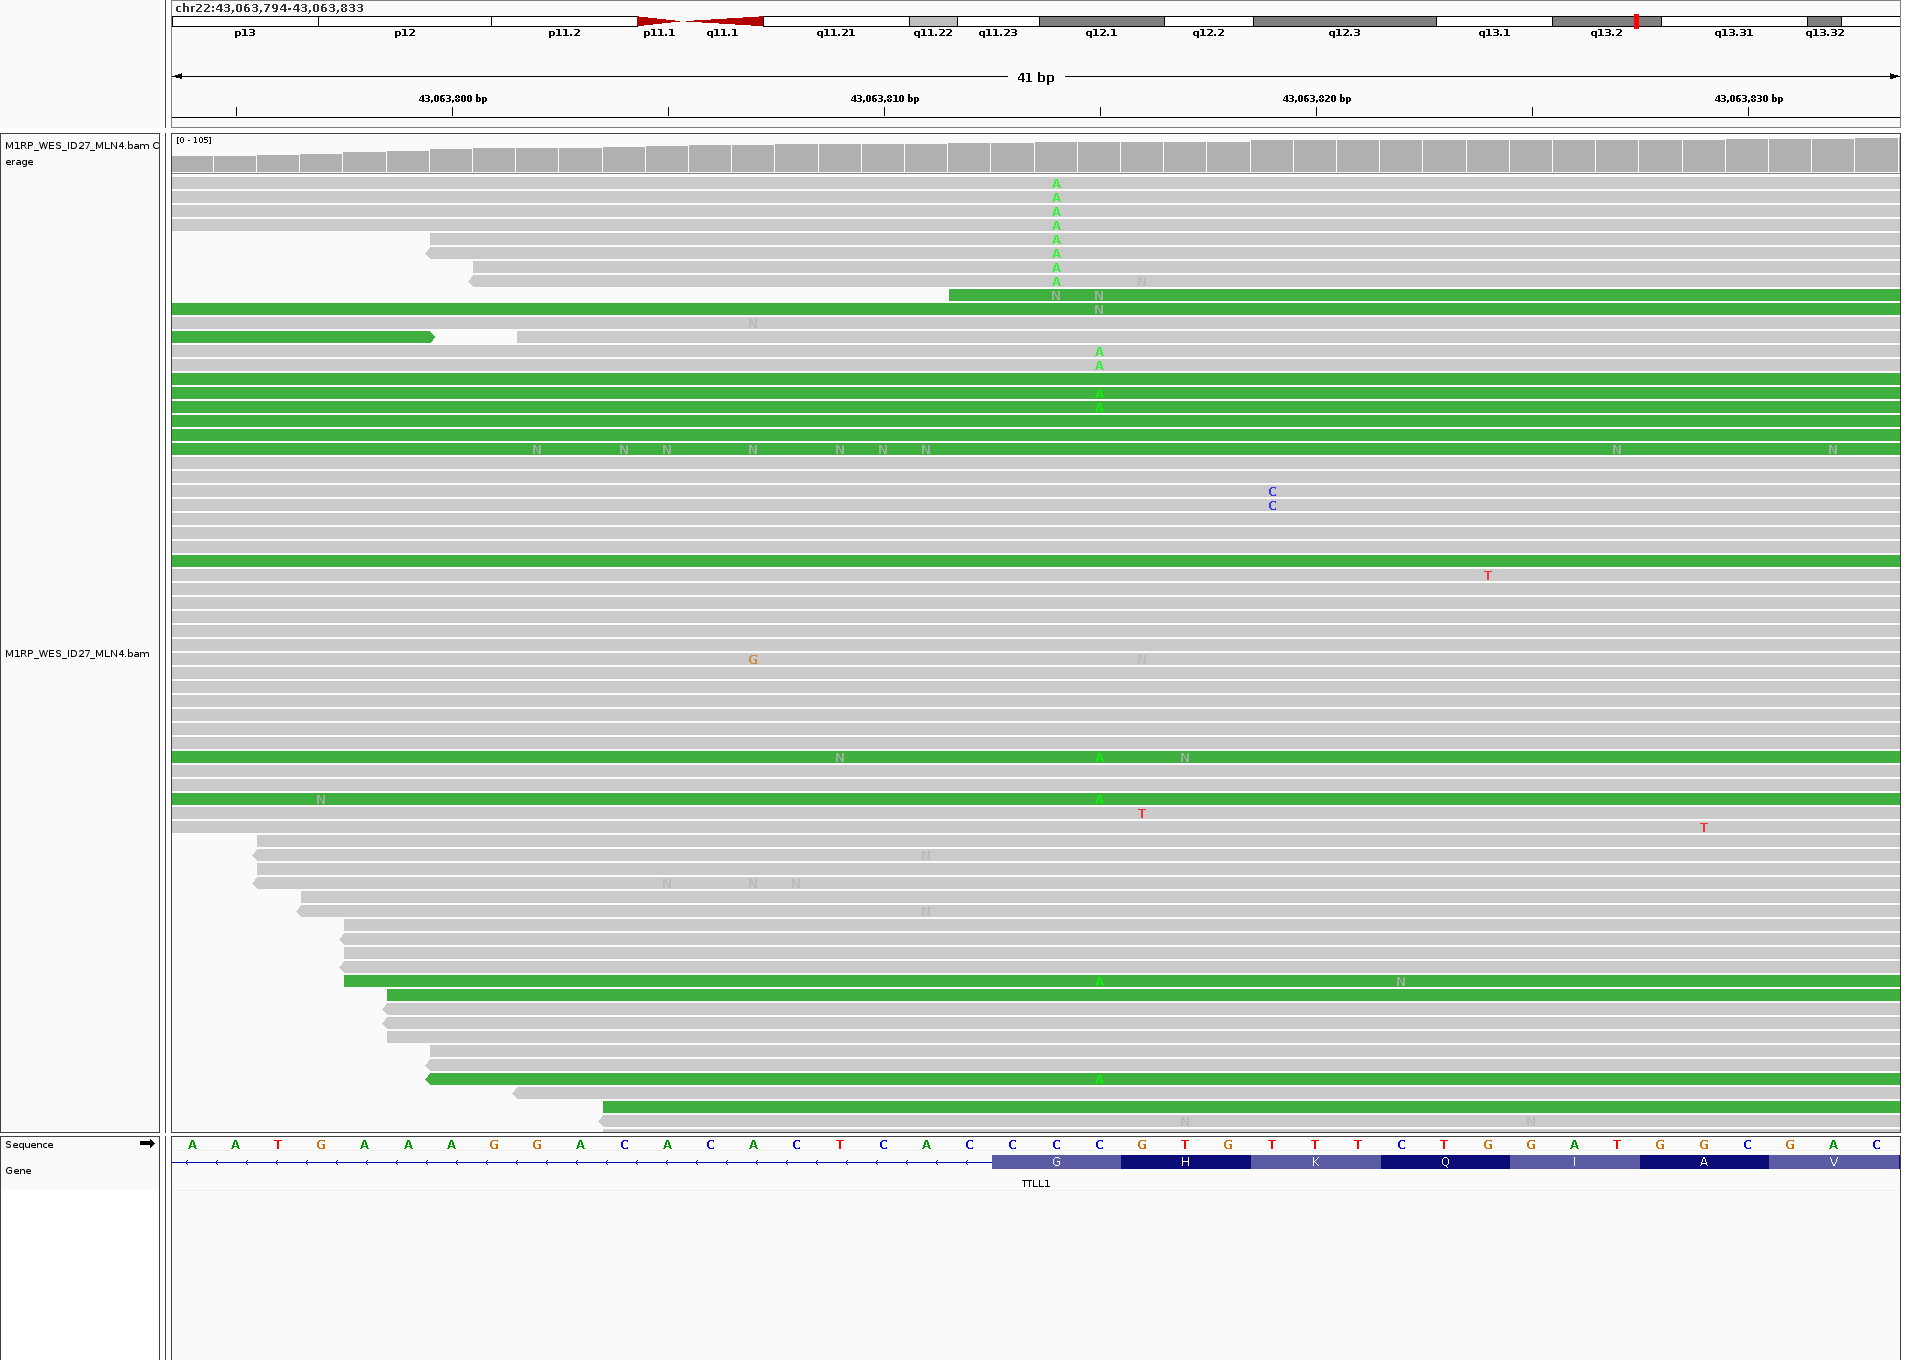 chr22:43,063,794-43,063,833
p13 p12 p11.2 p11.1 q11.1 q11.21 q11.22 q11.23 q12.1 q12.2 q12.3 q13.1 q13.2 q13.31 q13.32
41 bp
43,063,800 bp 43,063,810 bp 43,063,820 bp 43,063,830 bp
M1RP_WES_ID27_MLN4.bam C
erage
[0 - 105]
A
A
A
A
A
A
A
A N
N N
N
N
A
A
A
A
N N N N N N N N N
C
C
T
M1RP_WES_ID27_MLN4.bam
G N
N A N
N A
T
T
N
N N N
N
A N
A
N N
Sequence A A T G A A A G G A C A C A C T C A C C C C G T G T T T C T G G A T G G C G A C
Gene G H K Q I A V
TTLL1